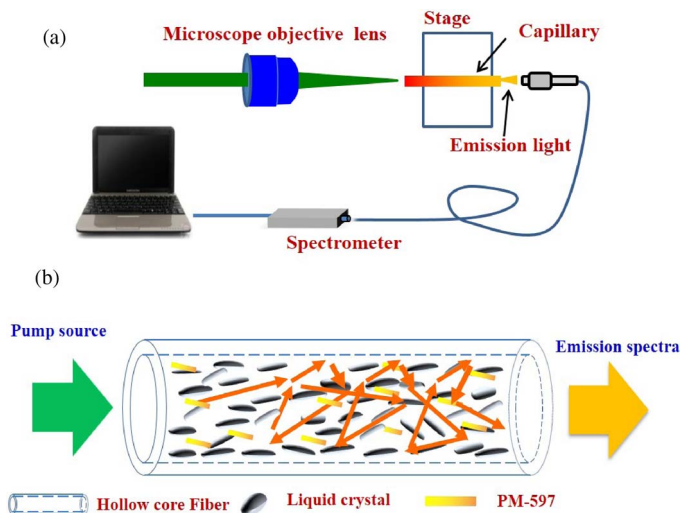 (a)
Microscope objective lens
Stage
Capillary
Emission light
Spectrometer
(b)
Pump source
Emission spectra
Hollow core Fiber
Liquid crystal
PM-597